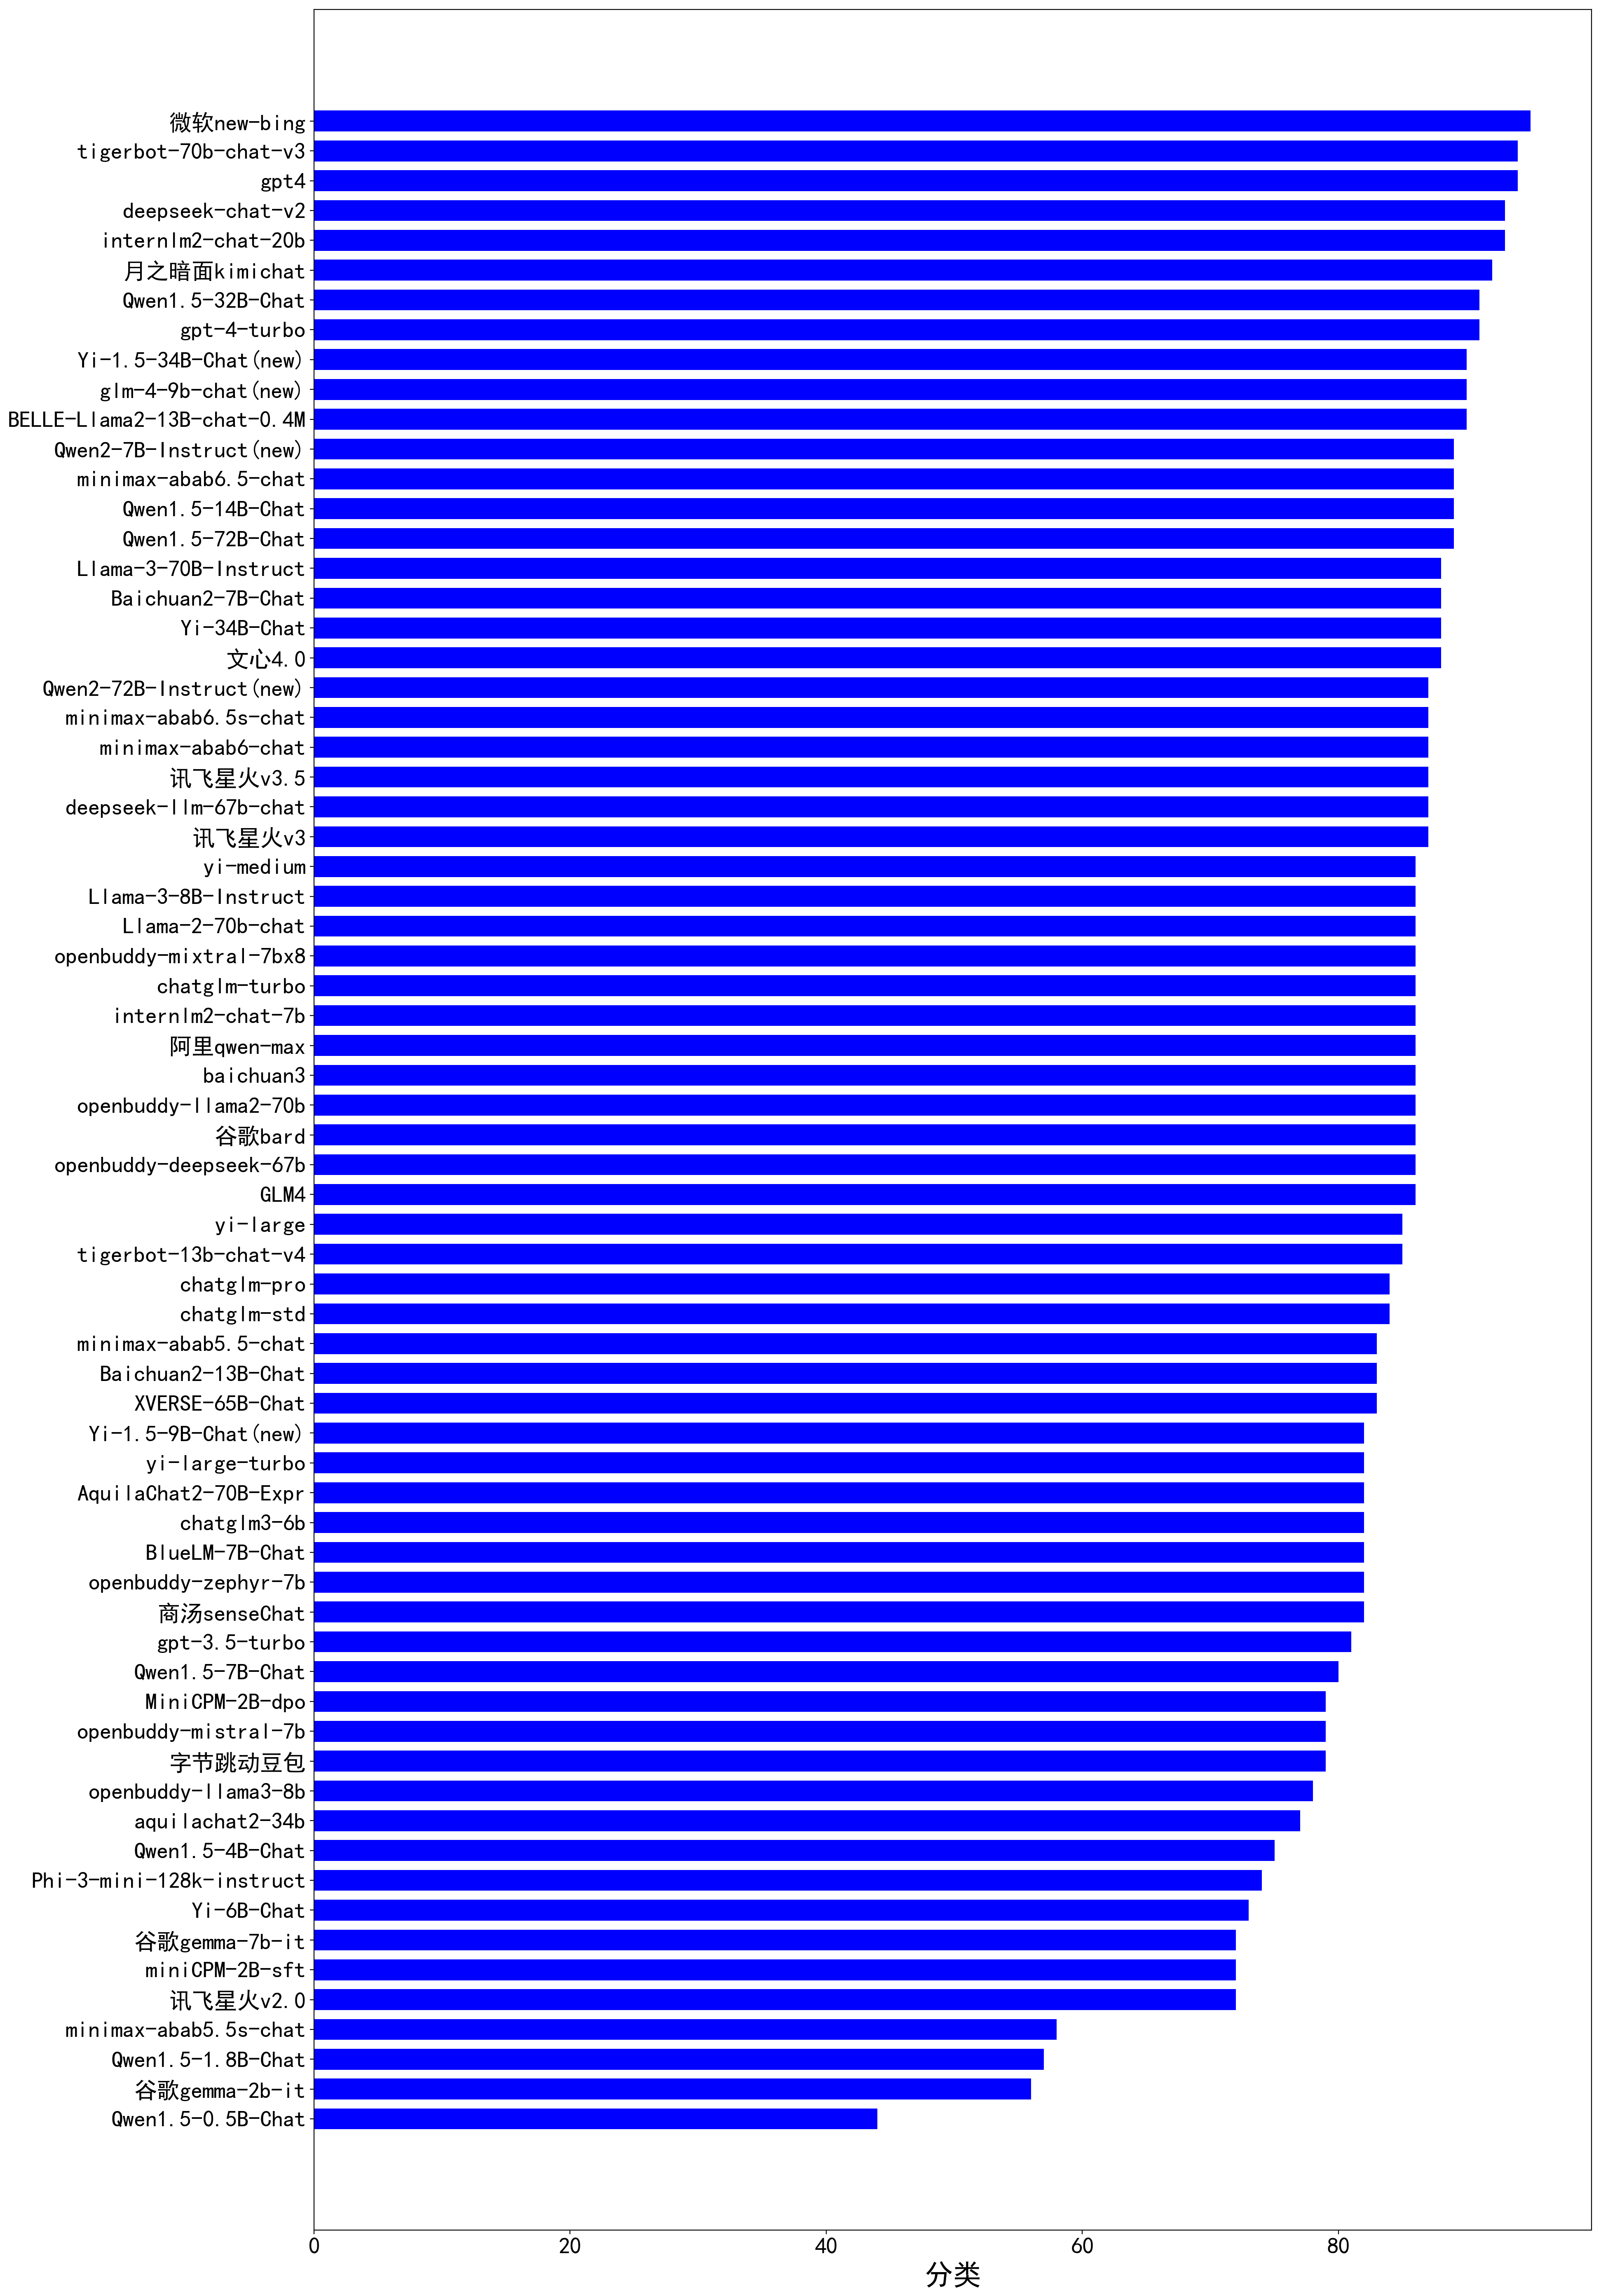 微软new-bing
tigerbot-70b-chat-v3
gpt4
deepseek-chat-v2
internlm2-chat-20b
月之暗面kimichat
Qwen1.5-32B-Chat
gpt-4-turbo
Yi-1.5-34B-Chat(new)
glm-4-9b-chat(new)
BELLE-Llama2-13B-chat-0.4M
Qwen2-7B-Instruct(new)
minimax-abab6.5-chat
Qwen1.5-14B-Chat
Qwen1.5-72B-Chat
Llama-3-70B-Instruct
Baichuan2-7B-Chat
Yi-34B-Chat
文心4.0
Qwen2-72B-Instruct(new)
minimax-abab6.5s-chat
minimax-abab6-chat
讯飞星火v3.5
deepseek-llm-67b-chat
讯飞星火v3
yi-medium
Llama-3-8B-Instruct
Llama-2-70b-chat
openbuddy-mixtral-7bx8
chatglm-turbo
internlm2-chat-7b
阿里qwen-max
baichuan3
openbuddy-llama2-70b
谷歌bard
openbuddy-deepseek-67b
GLM4
yi-large
tigerbot-13b-chat-v4
chatglm-pro
chatglm-std
minimax-abab5.5-chat
Baichuan2-13B-Chat
XVERSE-65B-Chat
Yi-1.5-9B-Chat(new)
yi-large-turbo
AquilaChat2-70B-Expr
chatglm3-6b
BlueLM-7B-Chat
openbuddy-zephyr-7b
商汤senseChat
gpt-3.5-turbo
Qwen1.5-7B-Chat
MiniCPM-2B-dpo
openbuddy-mistral-7b
字节跳动豆包
openbuddy-llama3-8b
aquilachat2-34b
Qwen1.5-4B-Chat
Phi-3-mini-128k-instruct
Yi-6B-Chat
谷歌gemma-7b-it
miniCPM-2B-sft
讯飞星火v2.0
minimax-abab5.5s-chat
Qwen1.5-1.8B-Chat
谷歌gemma-2b-it
Qwen1.5-0.5B-Chat
0 20 40 60 80
分类